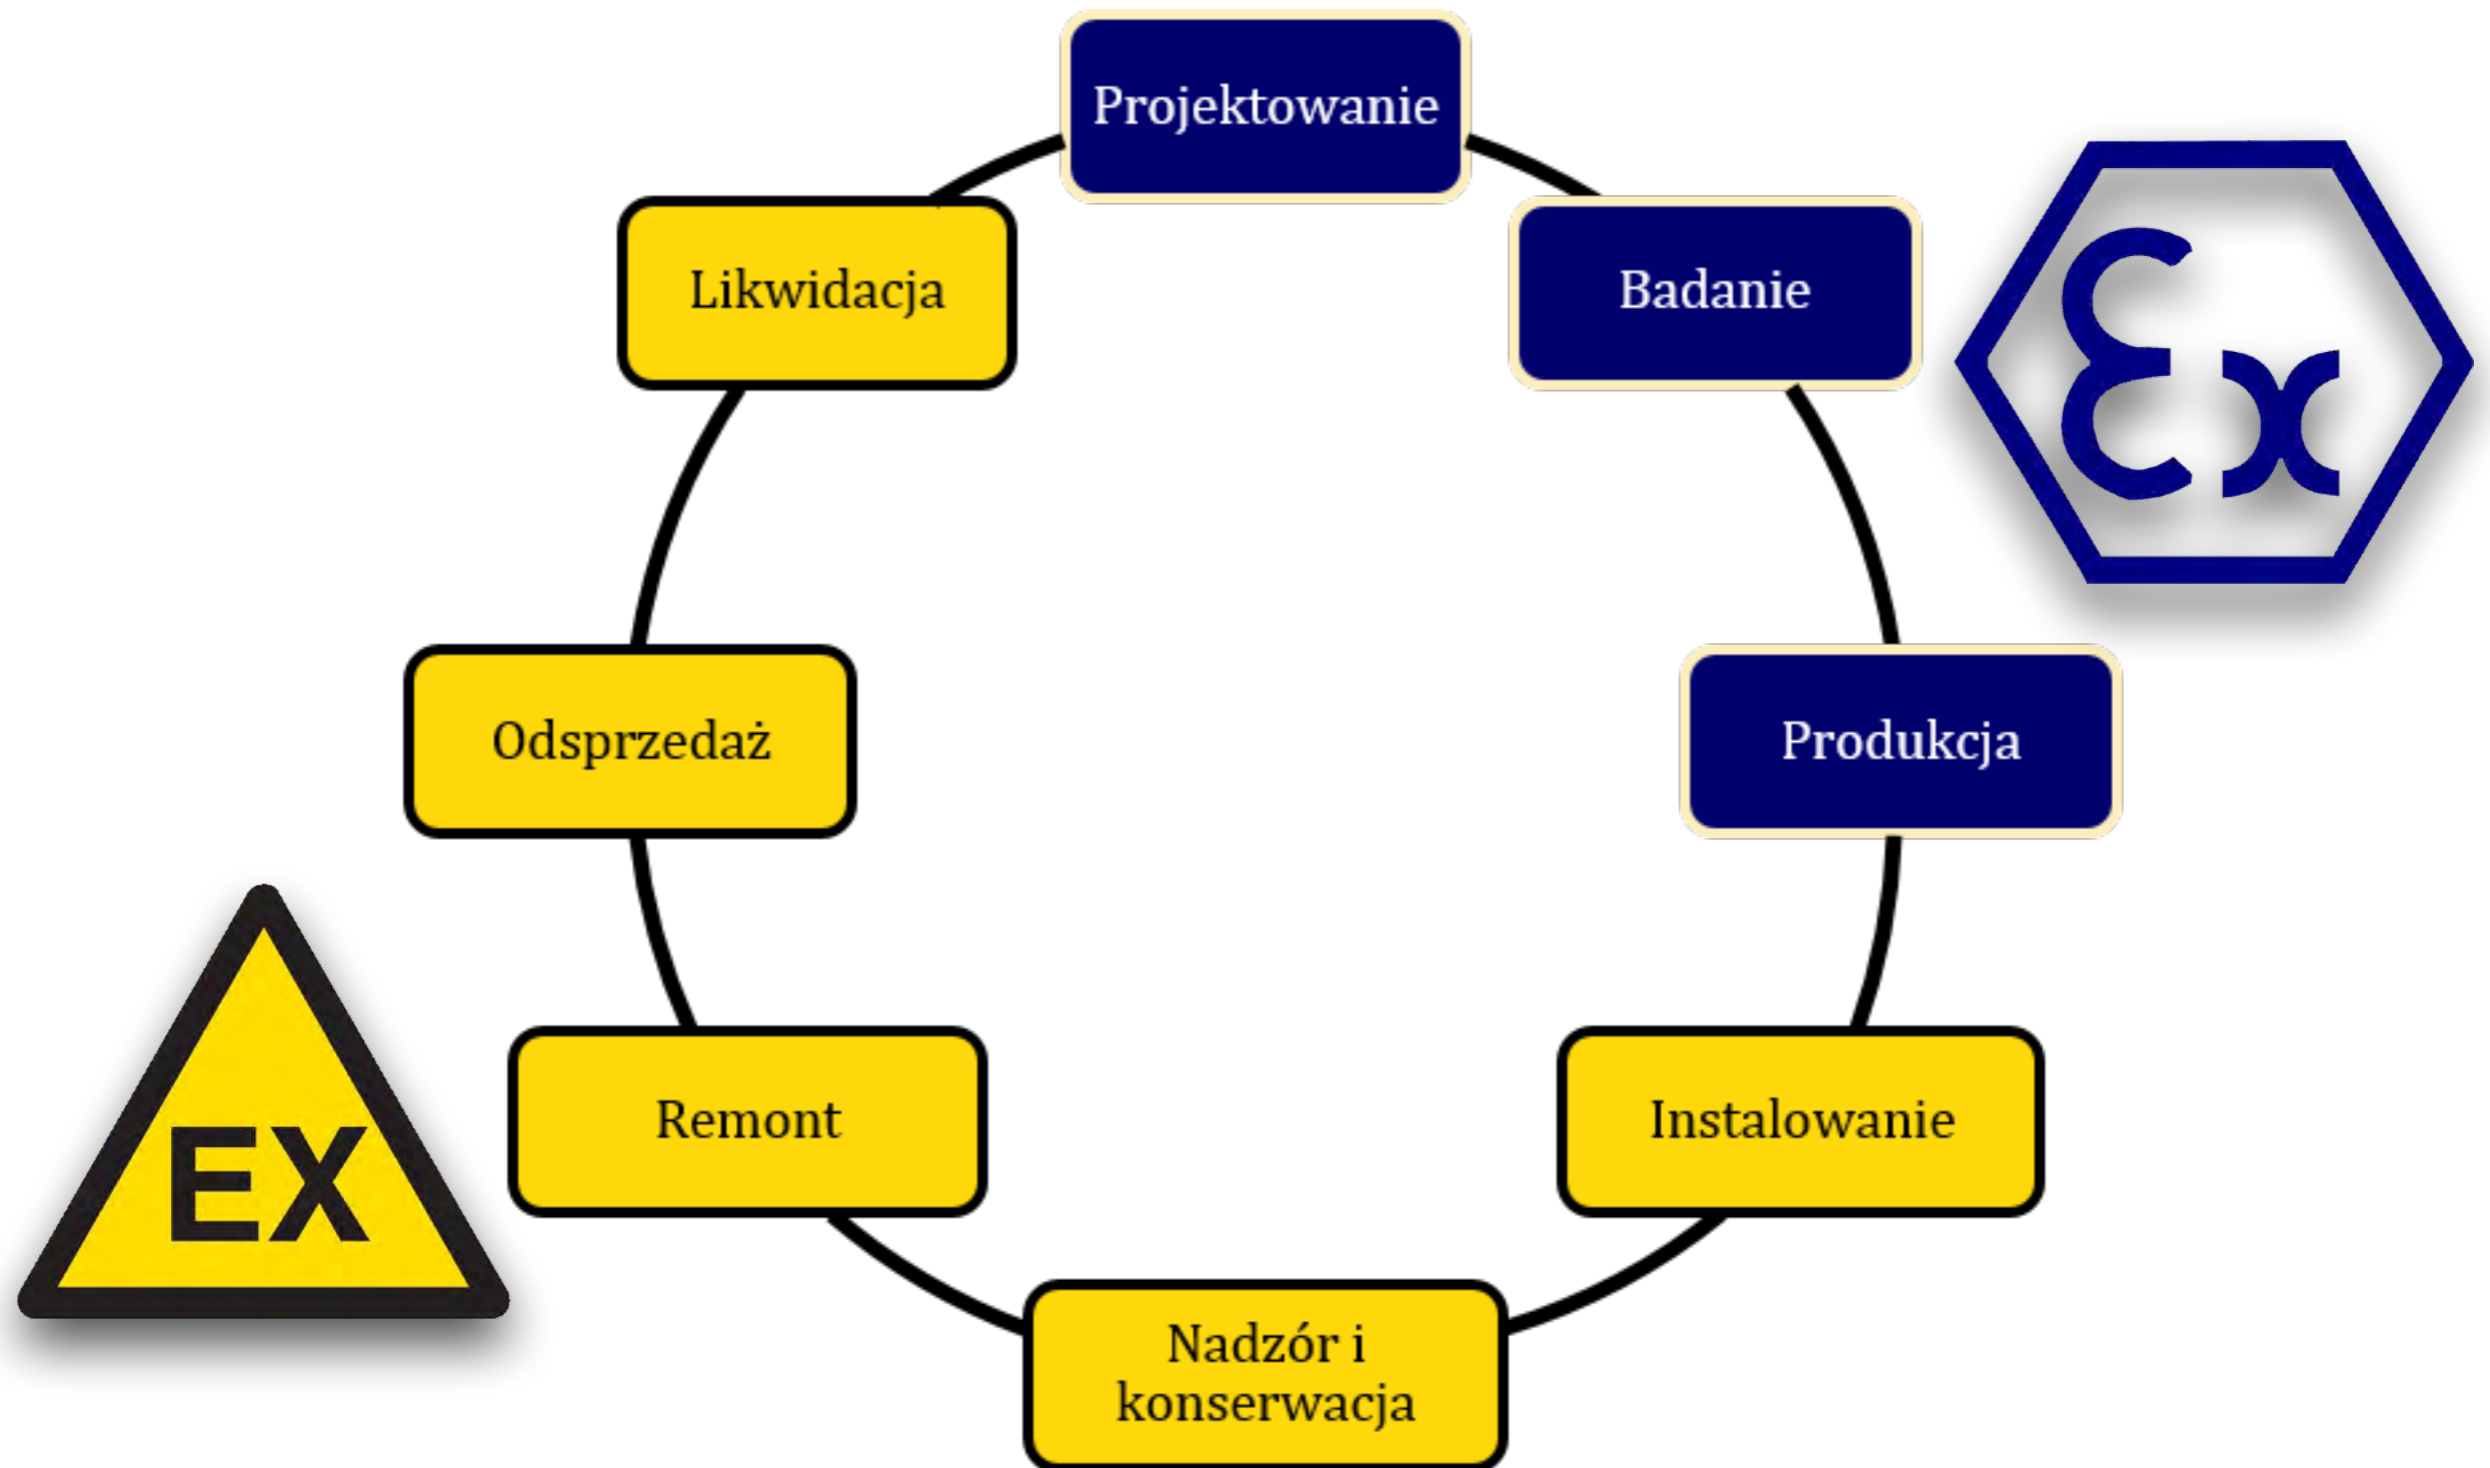 Projektowanie
Likwidacja
Badanie
Ex
Odsprzedaż
Produkcja
EX
Remont
Instalowanie
Nadzór i
konserwacja